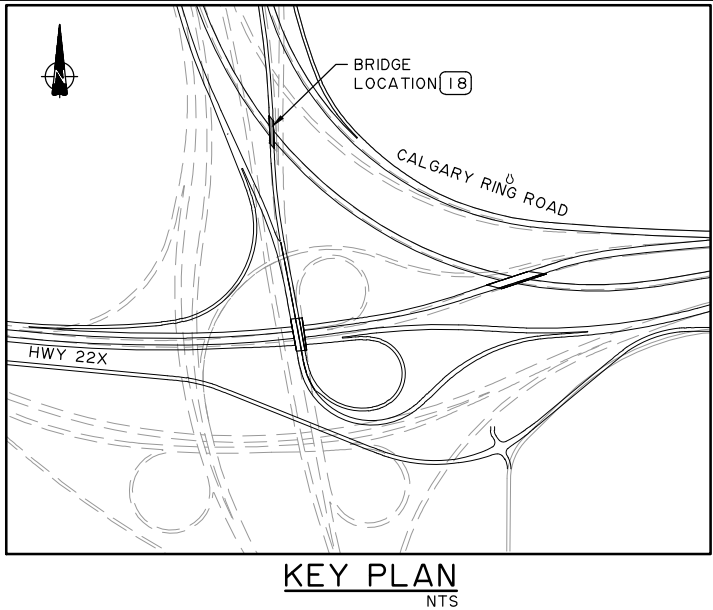 N
BRIDGE
LOCATION 18
CALGARY RING ROAD
HWY 22X
KEY PLAN
NTS